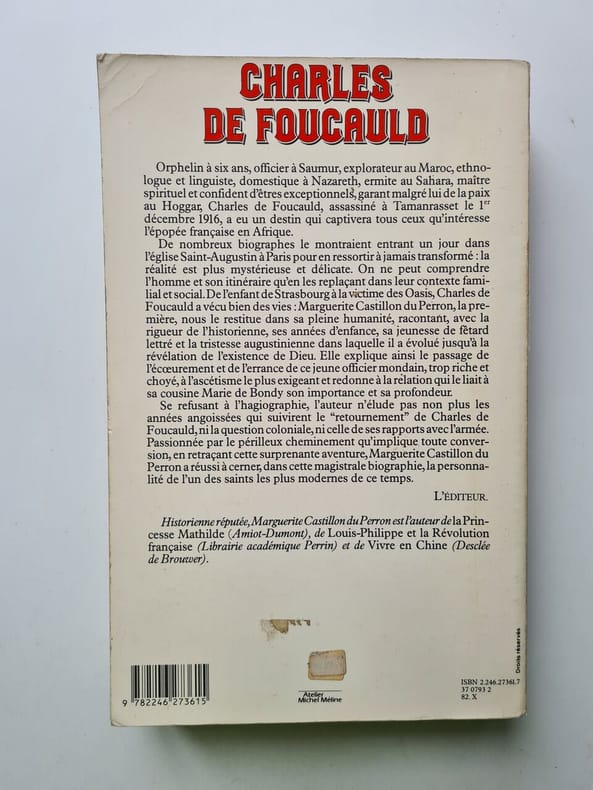 CHARLES
DE FOUCAULD
Orphelin à six ans, officier à Saumur, explorateur au Maroc, ethno-
logue et linguiste, domestique à Nazareth, ermite au Sahara, maître
spirituel et confident d'êtres exceptionnels, garant malgré lui de la paix
au Hoggar, Charles de Foucauld, assassiné à Tamanrasset le 1er
décembre 1916, a eu un destin qui captivera tous ceux qu'intéresse
l'épopée française en Afrique.
De nombreux biographes le montraient entrant un jour dans
l'église Saint-Augustin à Paris pour en ressortir à jamais transformé : la
réalité est plus mystérieuse et délicate. On ne peut comprendre
l'homme et son itinéraire qu'en les replaçant dans leur contexte fami-
lial et social. De l'enfant de Strasbourg à la victime des Oasis, Charles de
Foucauld a vécu bien des vies : Marguerite Castillon du Perron, la pre-
mière, nous le restitue dans sa pleine humanité, racontant, avec la
rigueur de l'historienne, ses années d'enfance, sa jeunesse de fêtard
lettré et la tristesse augustinienne dans laquelle il a évolué jusqu'à la
révélation de l'existence de Dieu. Elle explique ainsi le passage de
l'écœurement et de l'errance de ce jeune officier mondain, trop riche et
choyé, à l'ascétisme le plus exigeant et redonne à la relation qui le liait à
sa cousine Marie de Bondy son importance et sa profondeur.
Se refusant à l'hagiographie, l'auteur n'élude pas non plus les
années angoissées qui suivirent le "retournement" de Charles de
Foucauld, ni la question coloniale, ni celle de ses rapports avec l'armée.
Passionnée par le périlleux cheminement qu'implique toute conver-
sion, en retraçant cette surprenante aventure, Marguerite Castillon du
Perron a réussi à cerner, dans cette magistrale biographie, la personna-
lité de l'un des saints les plus modernes de ce temps.
L'ÉDITEUR.
Historienne réputée, Marguerite Castillon du Perron est l'auteur de la Prin-
cesse Mathilde (Amiot-Dumont), de Louis-Philippe et la Révolution
française (Librairie académique Perrin) et de Vivre en Chine (Desclée
de Brouwer).
Droits réservés
9 782246 273615
Atelier
Michel Méline
ISBN 2.246.27361.7
37 0793 2
82. X